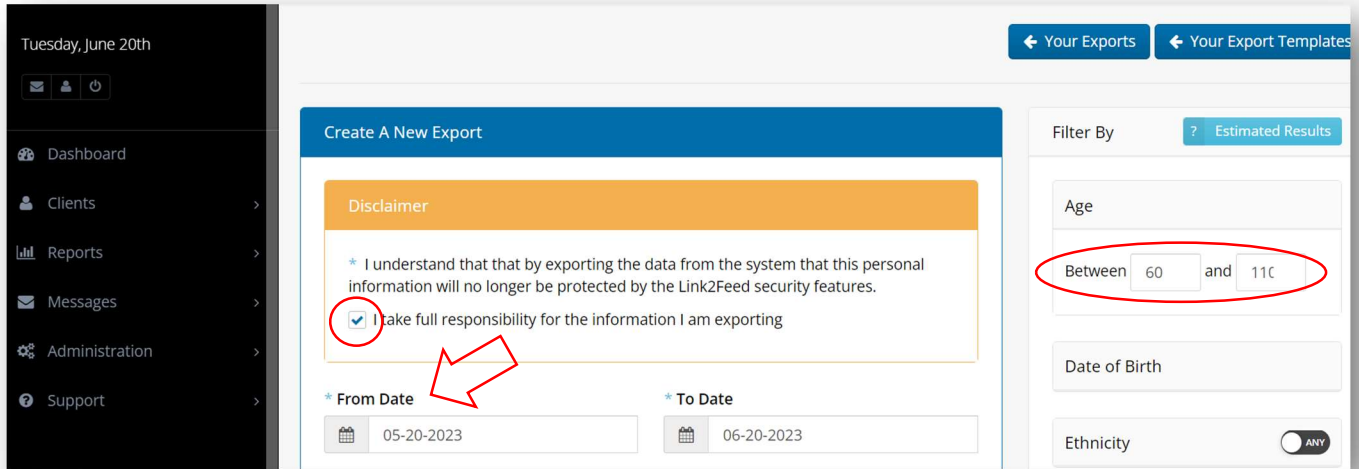 Tuesday, June 20th
Your Exports
Your Export Templates
Dashboard
Clients
Reports
Messages
Administration
Support
Create A New Export
Disclaimer
* I understand that that by exporting the data from the system that this personal
information will no longer be protected by the Link2Feed security features.
I take full responsibility for the information I am exporting
* From Date
* To Date
05-20-2023
06-20-2023
Filter By
? Estimated Results
Age
Between 60 and 110
Date of Birth
Ethnicity
ANY